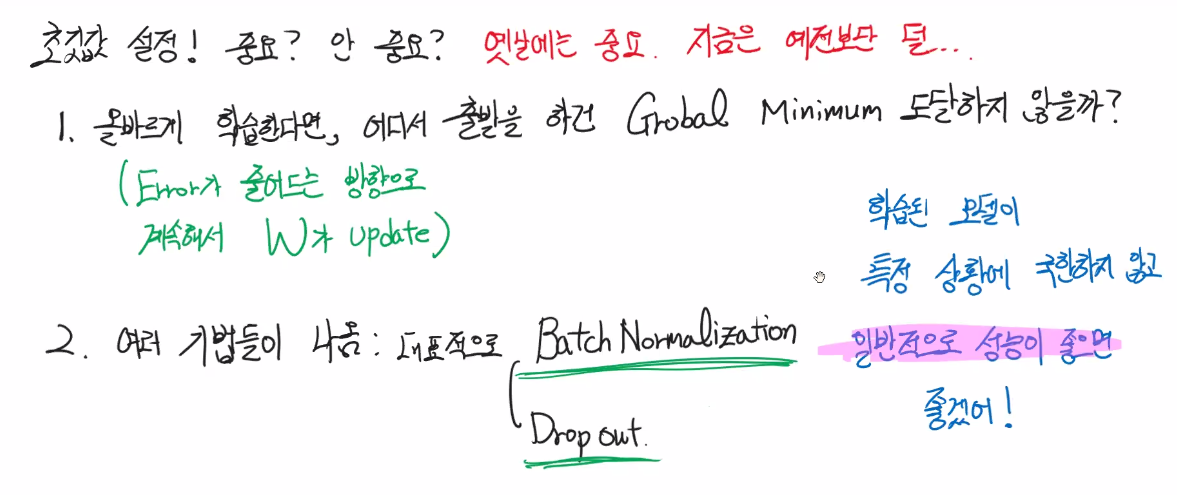 초깃값 설정! 중요? 안 중요? 옛날에는 중요. 지금은 예전보단 덜...
1. 올바르게 학습한다면, 어디서 출발을 하건 Grobal Minimum 도달하지 않을까?
(Error가 줄어드는 방향으로
계속해서 W가 update)
학습된 모델이
특정 상황에 국한하지 않고
2. 여러 기법들이 나옴: 대표적으로 Batch Normalization
일반적으로 성능이 좋으면
좋겠어!
Drop out.